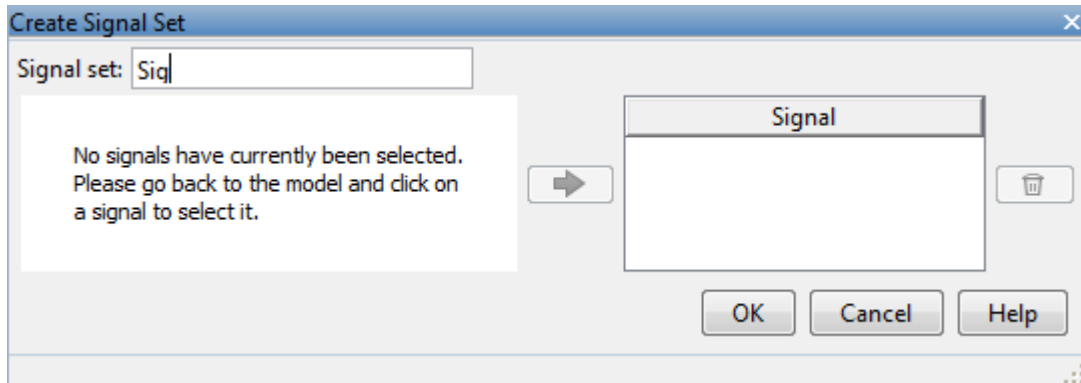 Create Signal Set
Signal set: Sig
No signals have currently been selected.
Please go back to the model and click on
a signal to select it.
Signal
OK Cancel Help